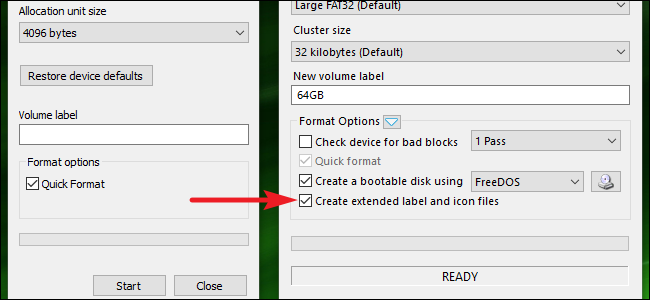 Allocation unit size
4096 bytes
Restore device defaults
Volume label
Format options
Quick Format
Start
Close
Large FAT32 (Default)
Cluster size
32 kilobytes (Default)
New volume label
64GB
Format Options
Check device for bad blocks
1 Pass
Quick format
Create a bootable disk using
FreeDOS
Create extended label and icon files
READY